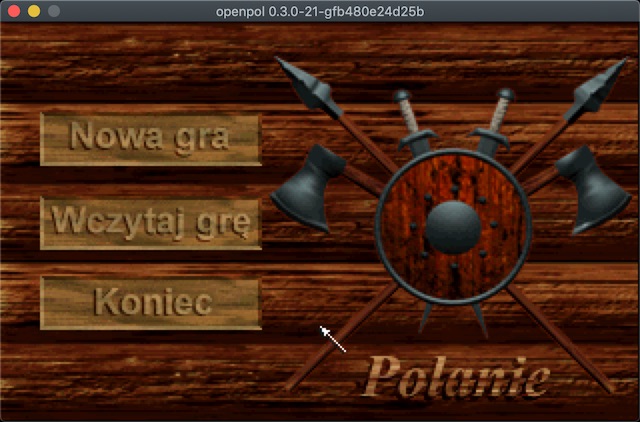 openpol 0.3.0-21-gfb480e24d25b
Nowa gra
Wczytaj grę
Koniec
Polanie